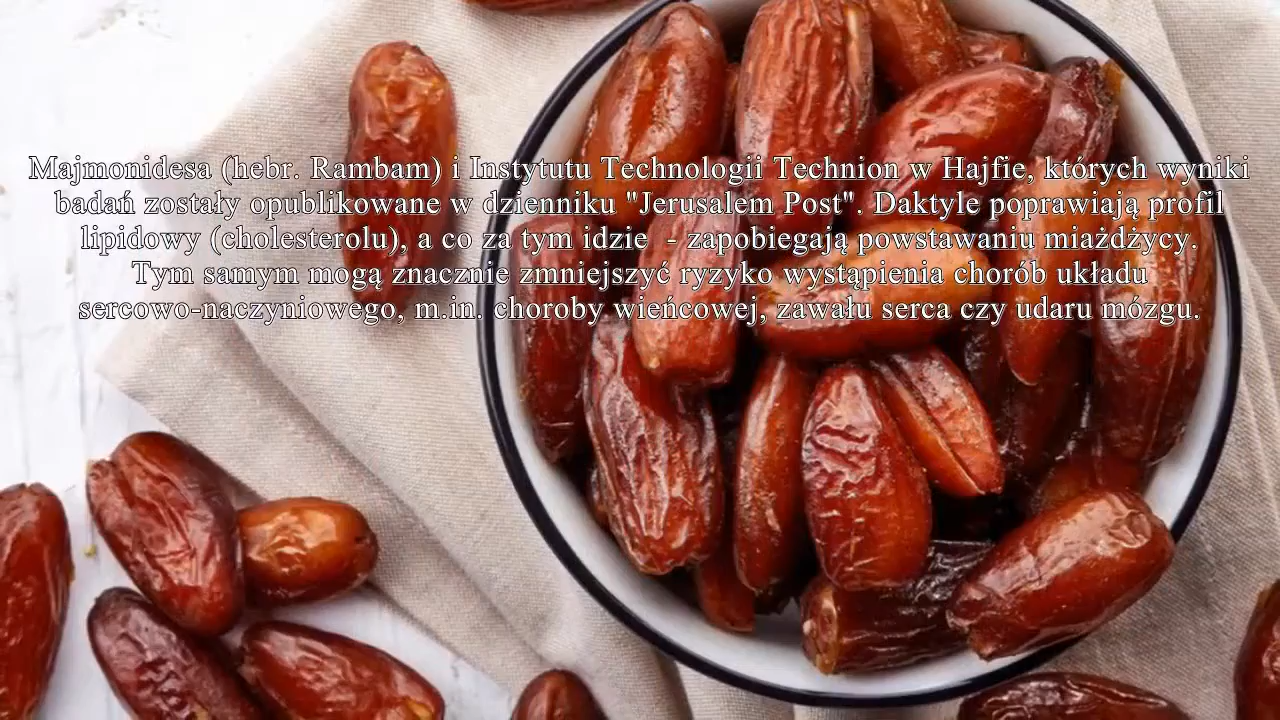 Majmonidesa (hebr. Rambam) i Instytutu Technologii Technion w Hajfie, których wyniki
badań zostały opublikowane w dzienniku "Jerusalem Post". Daktyle poprawiają profil
lipidowy (cholesterolu), a co za tym idzie  - zapobiegają powstawaniu miażdżycy.
Tym samym mogą znacznie zmniejszyć ryzyko wystąpienia chorób układu
sercowo-naczyniowego, m.in. choroby wieńcowej, zawału serca czy udaru mózgu.